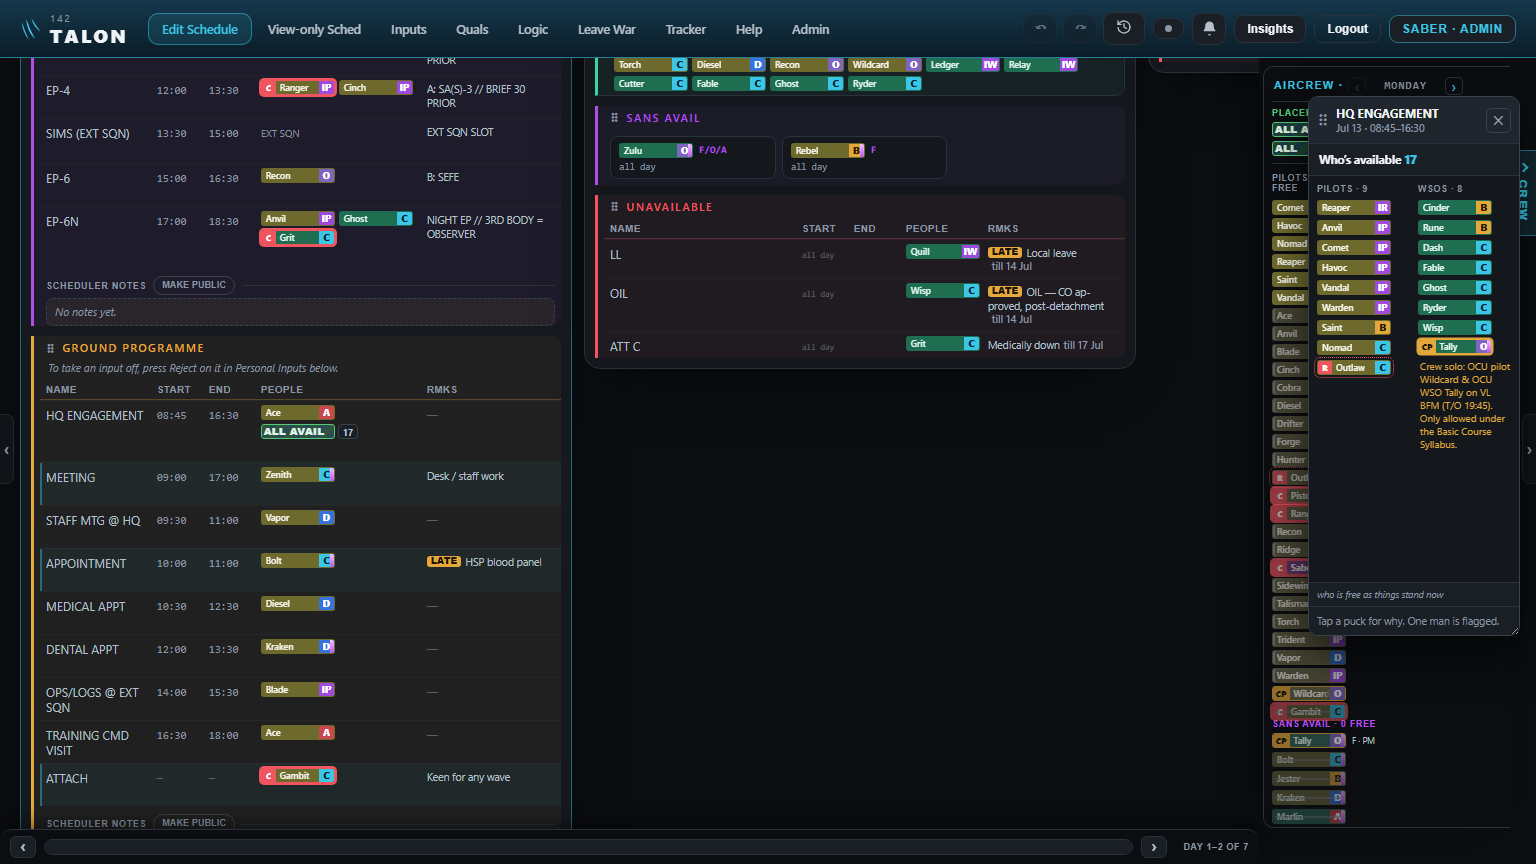 142
TALON
Edit Schedule
View-only Sched
Inputs
Quals
Logic
Leave War
Tracker
Help
Admin
Insights
Logout
SABER · ADMIN
PRIOR
EP-4 12:00 13:30 C Ranger IP Cinch IP A: SA(S)-3 // BRIEF 30
PRIOR
SIMS (EXT SQN) 13:30 15:00 EXT SQN EXT SQN SLOT
EP-6 15:00 16:30 Recon O B: SEFE
EP-6N 17:00 18:30 Anvil IP Ghost C NIGHT EP // 3RD BODY =
C Grit C OBSERVER
SCHEDULER NOTES MAKE PUBLIC
No notes yet.
GROUND PROGRAMME
To take an input off, press Reject on it in Personal Inputs below.
NAME START END PEOPLE RMKS
HQ ENGAGEMENT 08:45 16:30 Ace A —
ALL AVAIL 17
MEETING 09:00 17:00 Zenith C Desk / staff work
STAFF MTG @ HQ 09:30 11:00 Vapor D —
APPOINTMENT 10:00 11:00 Bolt C LATE HSP blood panel
MEDICAL APPT 10:30 12:30 Diesel D —
DENTAL APPT 12:00 13:30 Kraken D —
OPS/LOGS @ EXT 14:00 15:30 Blade IP —
SQN
TRAINING CMD 16:30 18:00 Ace A —
VISIT
ATTACH – – C Gambit C Keen for any wave
SCHEDULER NOTES MAKE PUBLIC
Torch C Diesel D Recon O Wildcard O Ledger IW Relay IW
Cutter C Fable C Ghost C Ryder C
SANS AVAIL
Zulu O F/O/A
all day
Rebel B F
all day
UNAVAILABLE
NAME START END PEOPLE RMKS
LL all day Quill IW LATE Local leave
till 14 Jul
OIL all day Wisp C LATE OIL — CO ap-
proved, post-detachment
till 14 Jul
ATT C all day Grit C Medically down till 17 Jul
AIRCREW · MONDAY
PLACE
ALL A
ALL
PILOTS
FREE
Comet
Havoc
Nomad
Reaper
Saint
Vandal
Ace
Anvil
Blade
Cinch
Cobra
Diesel
Drifter
Forge
Hunter
R Outl
C Pisto
C Rang
Recon
Ridge
C Sabe
Sidewin
Talisman
Torch
Trident IP
Vapor D
Warden IP
CP Wildcard O
C Gambit C
SANS AVAIL · 0 FREE
CP Tally O F · PM
Bolt C
Jester B
Kraken D
Marlin A
HQ ENGAGEMENT
Jul 13 · 08:45–16:30
Who's available 17
PILOTS · 9
Reaper IR
Anvil IP
Comet IP
Havoc IP
Vandal IP
Warden IP
Saint B
Nomad C
R Outlaw C
WSOS · 8
Cinder B
Rune B
Dash C
Fable C
Ghost C
Ryder C
Wisp C
CP Tally O
Crew solo: OCU pilot
Wildcard & OCU
WSO Tally on VL
BFM (T/O 19:45).
Only allowed under
the Basic Course
Syllabus.
who is free as things stand now
Tap a puck for why. One man is flagged.
CREW
DAY 1–2 OF 7